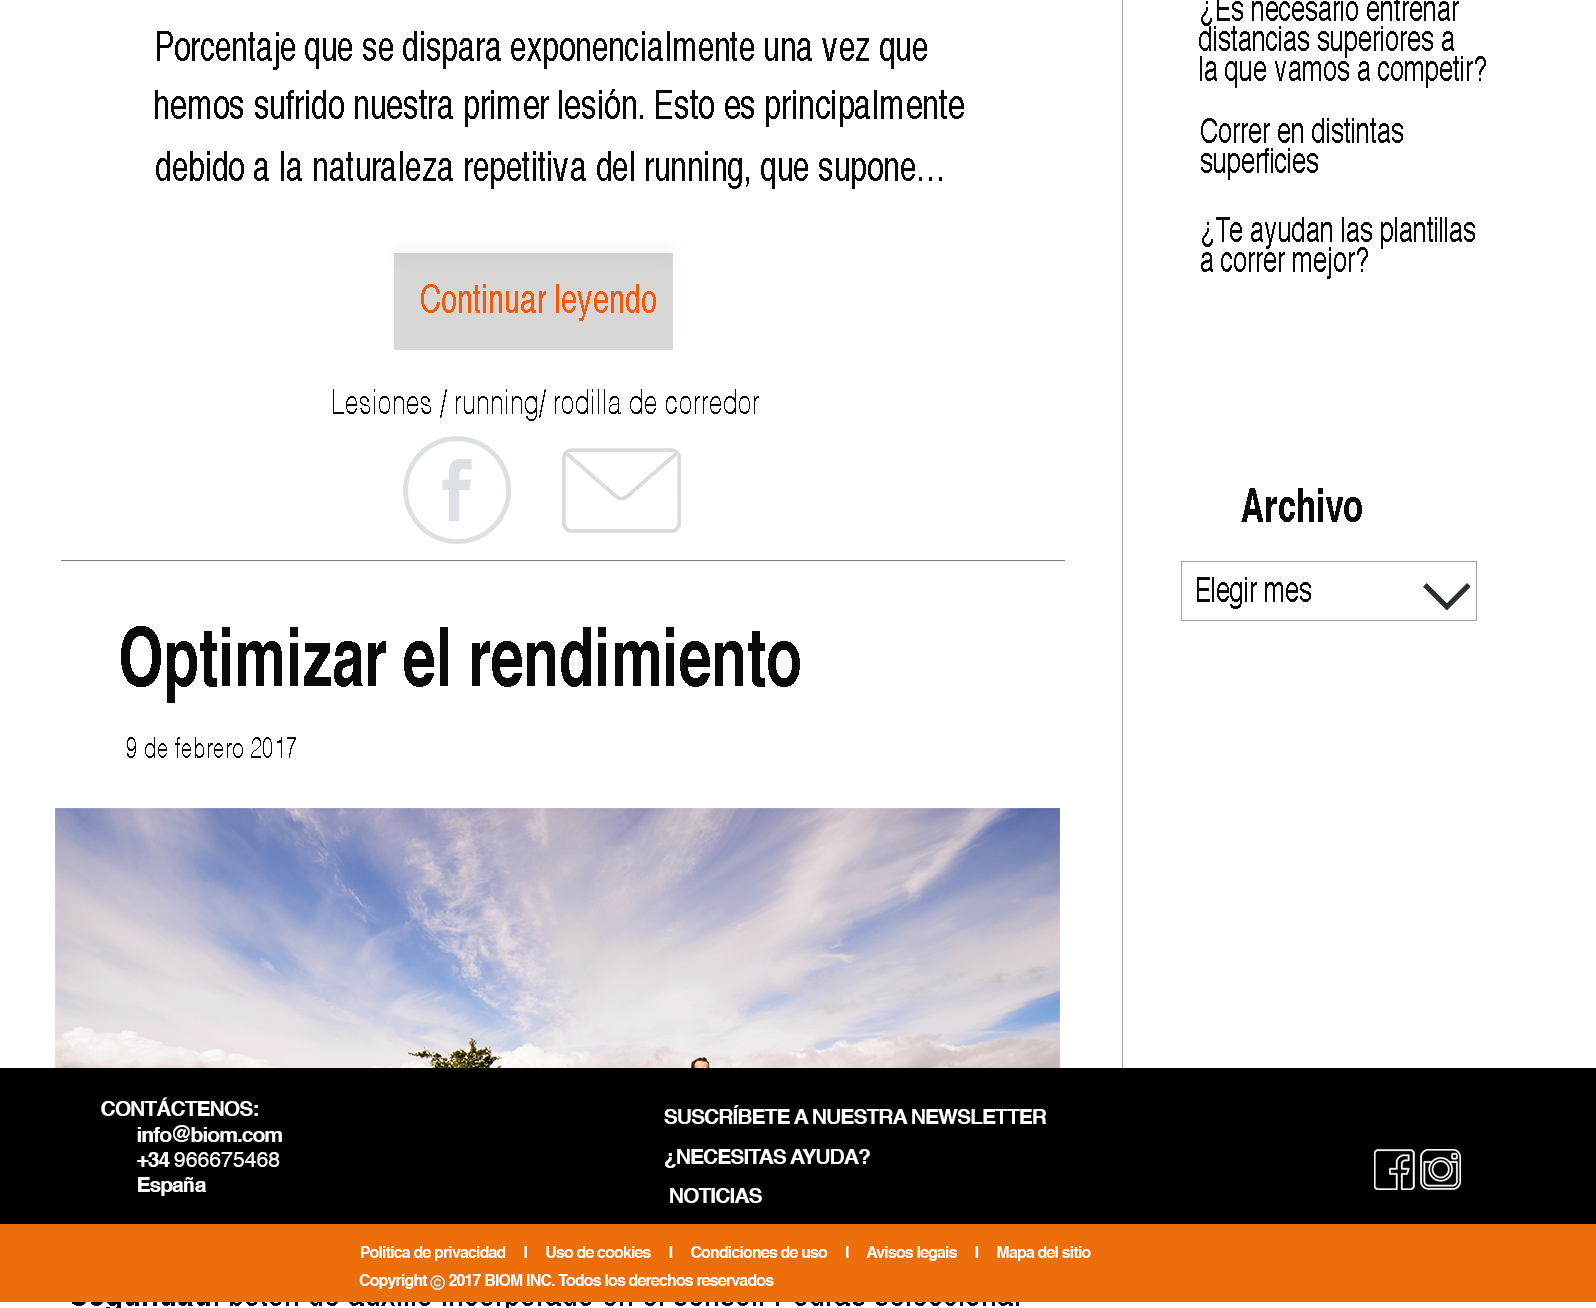 Porcentaje que se dispara exponencialmente una vez que
hemos sufrido nuestra primer lesión. Esto es principalmente
debido a la naturaleza repetitiva del running, que supone...
Continuar leyendo
Lesiones / running/ rodilla de corredor
Optimizar el rendimiento
9 de febrero 2017
¿Es necesario entrenar
distancias superiores a
la que vamos a competir?
Correr en distintas
superficies
¿Te ayudan las plantillas
a correr mejor?
Archivo
Elegir mes
CONTÁCTENOS:
info@biom.com
+34 966675468
España
SUSCRÍBETE A NUESTRA NEWSLETTER
¿NECESITAS AYUDA?
NOTICIAS
Politica de privacidad I Uso de cookies I Condiciones de uso I Avisos legais I Mapa del sitio
Copyright © 2017 BIOM INC. Todos los derechos reservados